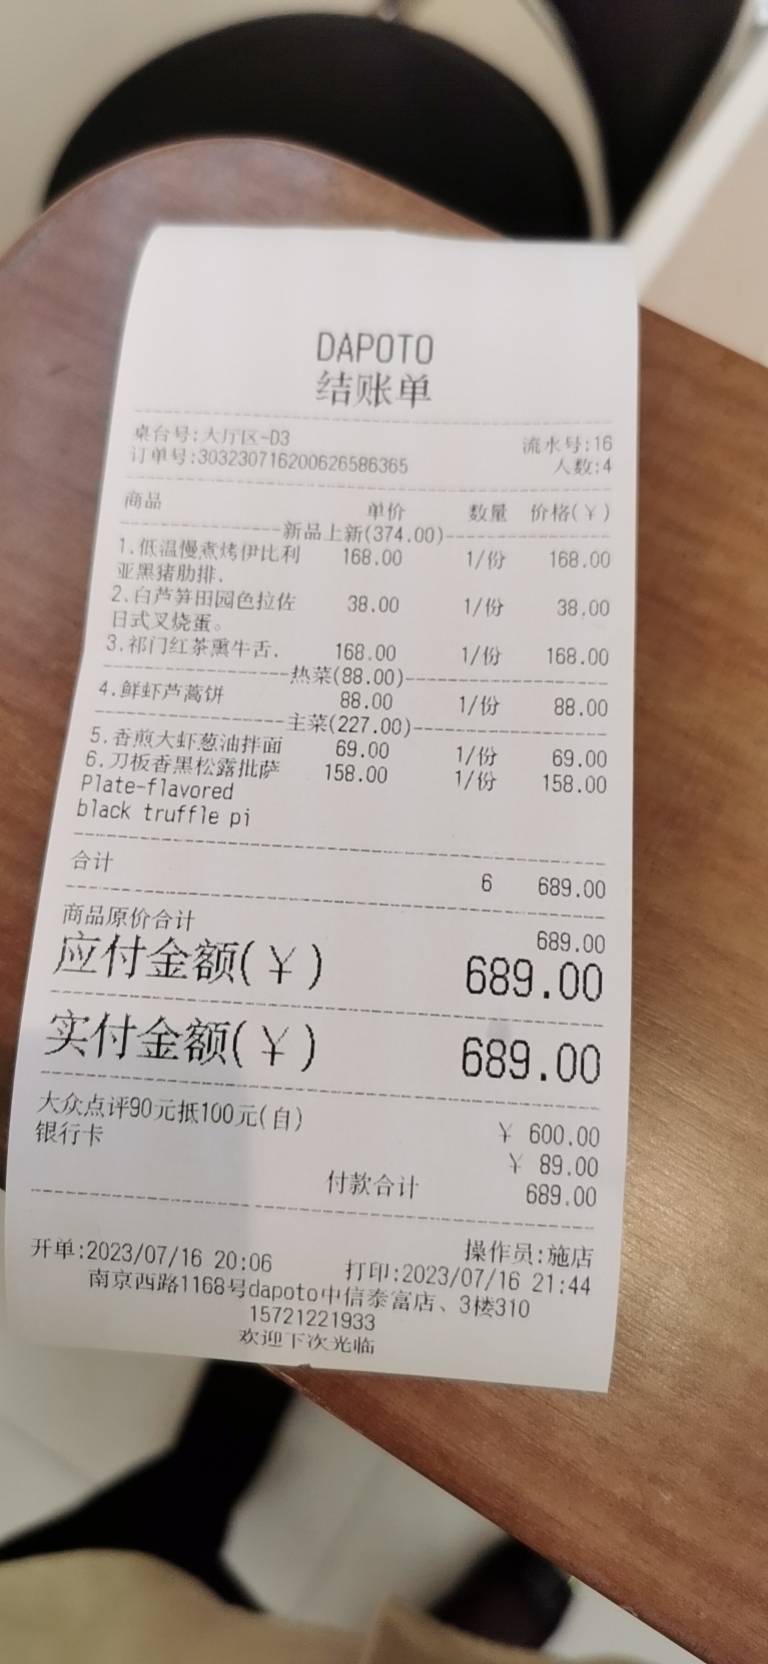 DAPOTO
结账单
桌台号:大厅区-D3 流水号:16
订单号:303230716200626586365 人数:4
商品 单价 数量 价格(¥)
新品上新(374.00)
1.低温慢煮烤伊比利 168.00 1/份 168.00
亚黑猪肋排.
2.白芦笋田园色拉佐 38.00 1/份 38.00
日式叉烧蛋。
3.祁门红茶熏牛舌. 168.00 1/份 168.00
热菜(88.00)
4.鲜虾芦蒿饼 88.00 1/份 88.00
主菜(227.00)
5.香煎大虾葱油拌面 69.00 1/份 69.00
6.刀板香黑松露批萨 158.00 1/份 158.00
Plate-flavored
black truffle pi
合计 6 689.00
商品原价合计 689.00
应付金额(¥) 689.00
实付金额(¥) 689.00
大众点评90元抵100元(自) ¥ 600.00
银行卡 ¥ 89.00
付款合计 689.00
操作员:施店
开单:2023/07/16 20:06 打印:2023/07/16 21:44
南京西路1168号dapoto中信泰富店、3楼310
15721221933
欢迎下次光临